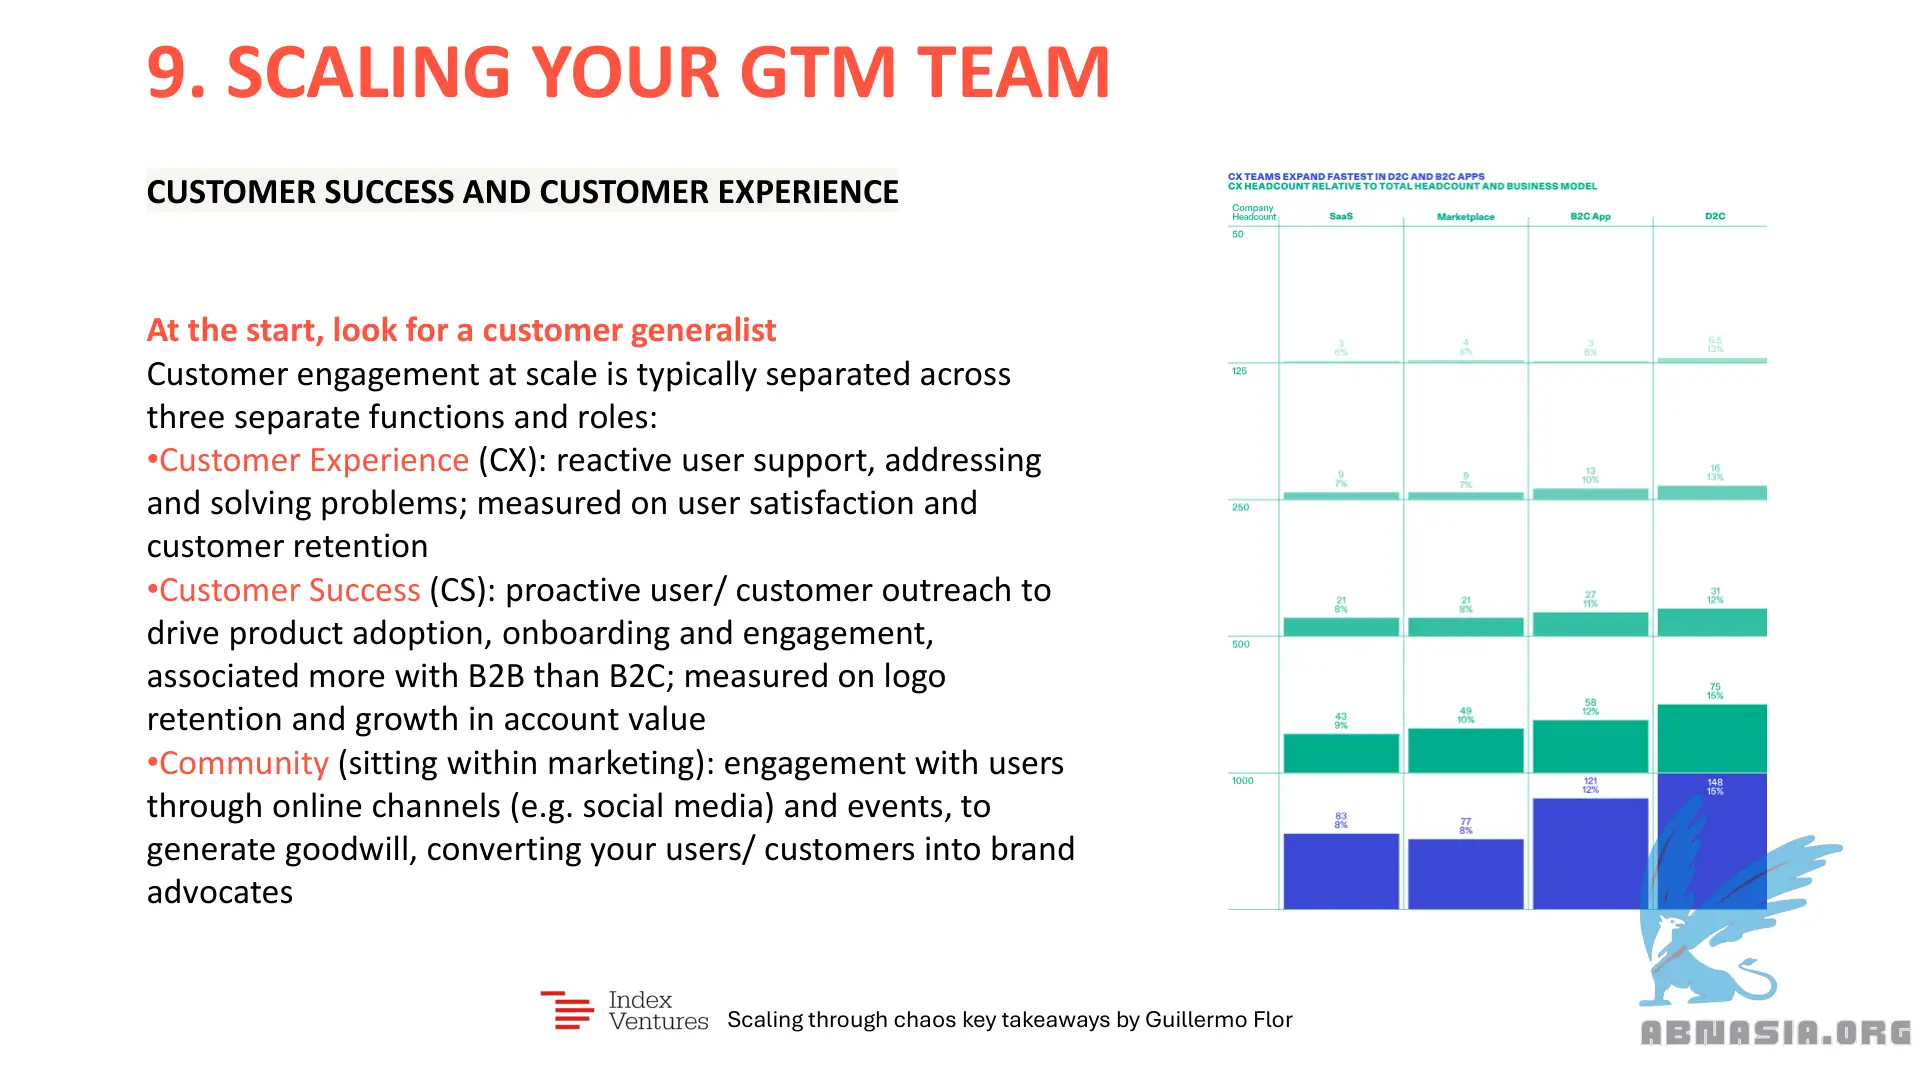 9. SCALING YOUR GTM TEAM
CUSTOMER SUCCESS AND CUSTOMER EXPERIENCE
At the start, look for a customer generalist
Customer engagement at scale is typically separated across
three separate functions and roles:
•Customer Experience (CX): reactive user support, addressing
and solving problems; measured on user satisfaction and
customer retention
•Customer Success (CS): proactive user/ customer outreach to
drive product adoption, onboarding and engagement,
associated more with B2B than B2C; measured on logo
retention and growth in account value
•Community (sitting within marketing): engagement with users
through online channels (e.g. social media) and events, to
generate goodwill, converting your users/ customers into brand
advocates
CX TEAMS EXPAND FASTEST IN D2C AND B2C APPS
CX HEADCOUNT RELATIVE TO TOTAL HEADCOUNT AND BUSINESS MODEL
Company
Headcount SaaS Marketplace B2C App D2C
50
3 4 3 6.5
6% 8% 6% 13%
125
9 9 13 16
7% 7% 10% 13%
250
21 21 27 31
8% 8% 11% 12%
500
43 49 58 75
9% 10% 12% 15%
1000
83 77 121 148
8% 8% 12% 15%
Index
Ventures
Scaling through chaos key takeaways by Guillermo Flor
ABNASIA.ORG